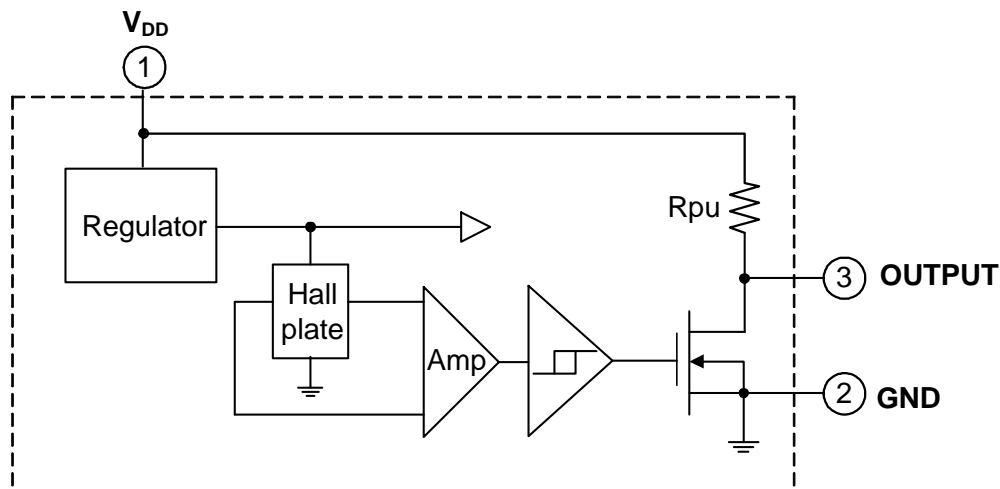 VDD
1
Regulator
Rpu
3 OUTPUT
Hall
plate
Amp
2 GND